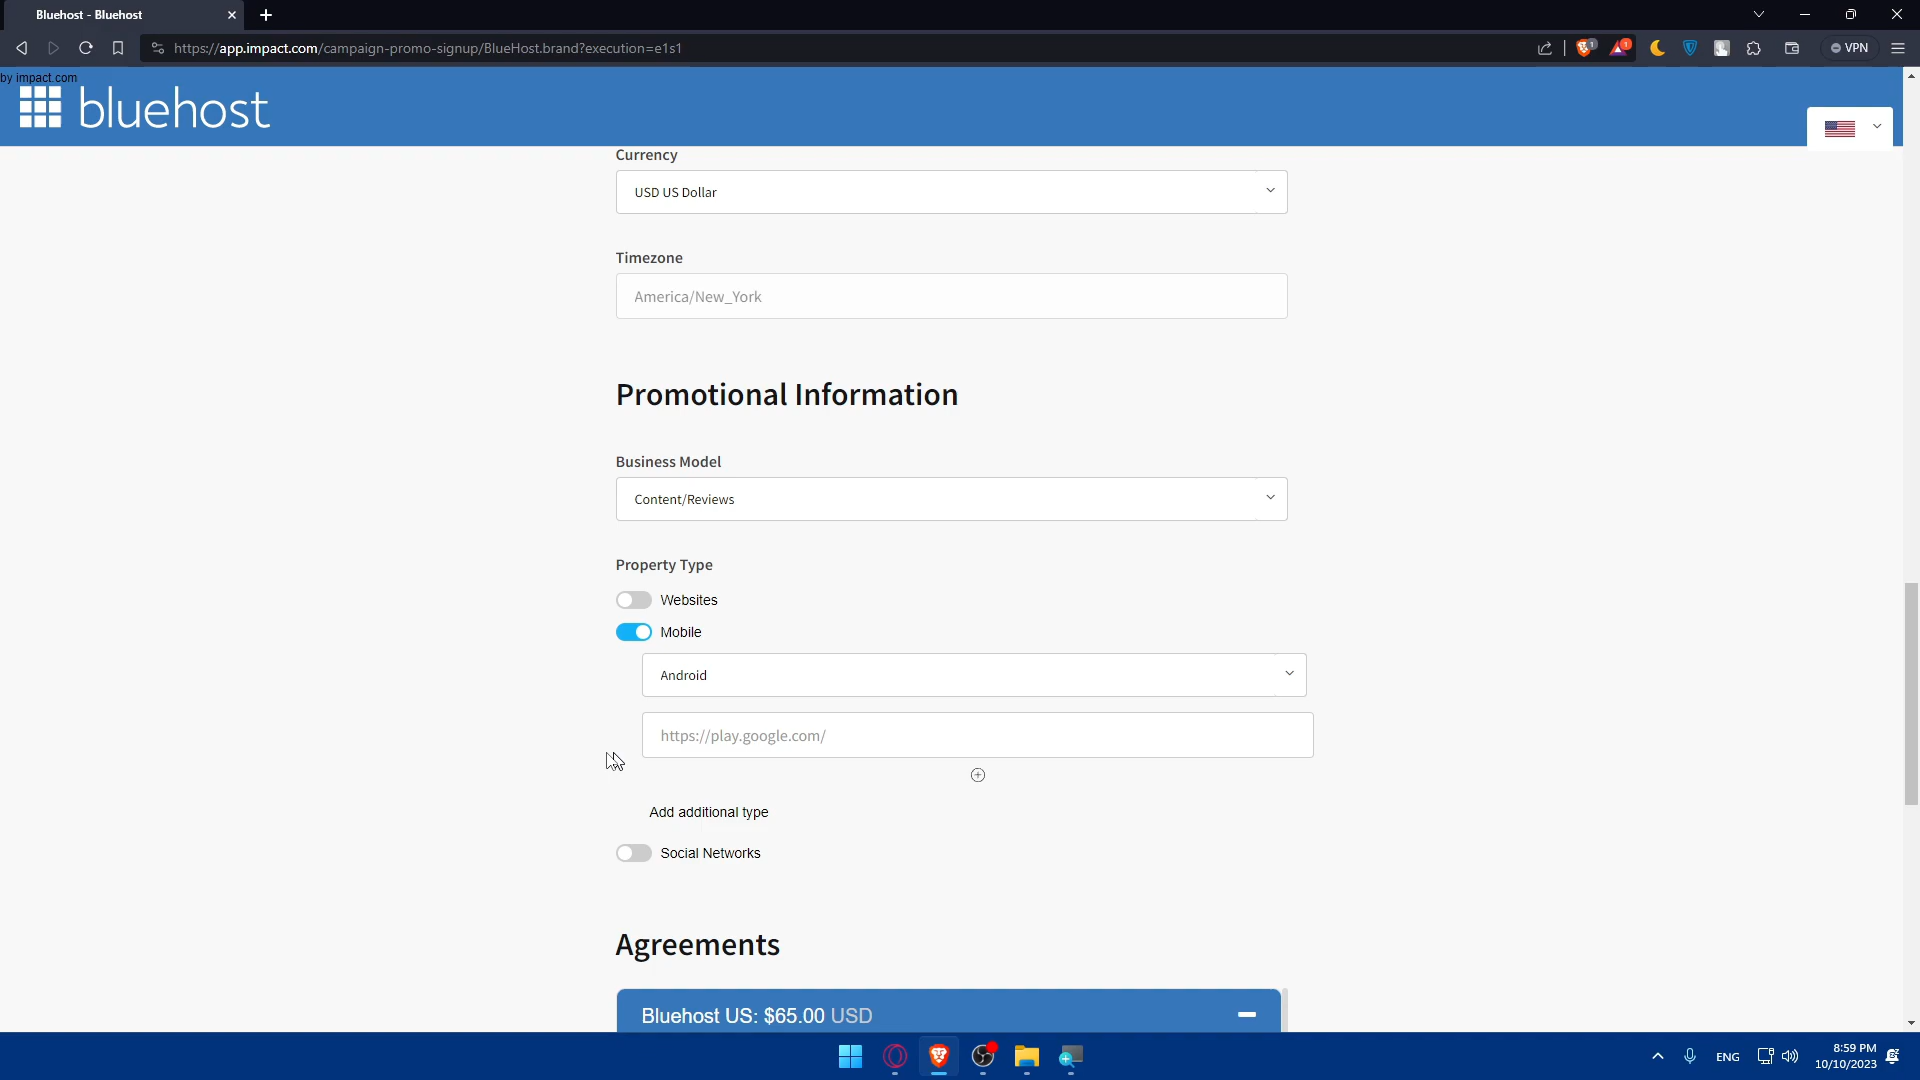 Bluehost - Bluehost
https://app.impact.com/campaign-promo-signup/BlueHost.brand?execution=e1s1
1
1
VPN
by impact.com
bluehost
Currency
USD US Dollar
Timezone
America/New_York
Promotional Information
Business Model
Content/Reviews
Property Type
Websites
Mobile
Android
https://play.google.com/
Add additional type
Social Networks
Agreements
Bluehost US: $65.00 USD
ENG
8:59 PM
10/10/2023